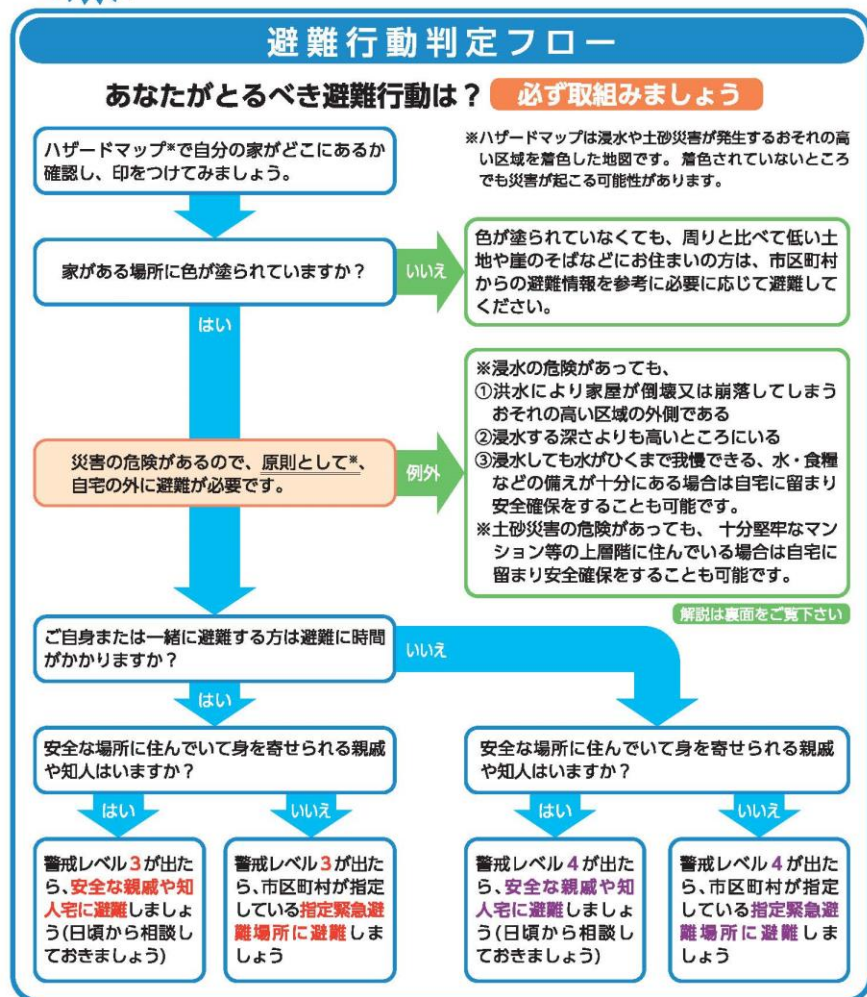 避難行動判定フロー
あなたがとるべき避難行動は？ 必ず取組みましょう
ハザードマップ※で自分の家がどこにあるか
確認し、印をつけてみましょう。
※ハザードマップは浸水や土砂災害が発生するおそれの高
い区域を着色した地図です。着色されていないところ
でも災害が起こる可能性があります。
家がある場所に色が塗られていますか？
いいえ
色が塗られていなくても、周りと比べて低い土
地や崖のそばなどにお住まいの方は、市区町村
からの避難情報を参考に必要に応じて避難して
ください。
はい
災害の危険があるので、原則として※、
自宅の外に避難が必要です。
例外
※浸水の危険があっても、
①洪水により家屋が倒壊又は崩落してしまう
おそれの高い区域の外側である
②浸水する深さよりも高いところにいる
③浸水しても水がひくまで我慢できる、水・食糧
などの備えが十分にある場合は自宅に留まり
安全確保をすることも可能です。
※土砂災害の危険があっても、十分堅牢なマン
ション等の上層階に住んでいる場合は自宅に
留まり安全確保をすることも可能です。
解説は裏面をご覧下さい
ご自身または一緒に避難する方は避難に時間
がかかりますか？
いいえ
はい
安全な場所に住んでいて身を寄せられる親戚
や知人はいますか？
はい
いいえ
警戒レベル3が出た
ら、安全な親戚や知
人宅に避難しましょ
う(日頃から相談し
ておきましょう)
警戒レベル3が出た
ら、市区町村が指定
している指定緊急避
難場所に避難しま
しょう
安全な場所に住んでいて身を寄せられる親戚
や知人はいますか？
はい
いいえ
警戒レベル4が出た
ら、安全な親戚や知
人宅に避難しましょ
う(日頃から相談し
ておきましょう)
警戒レベル4が出た
ら、市区町村が指定
している指定緊急避
難場所に避難しま
しょう